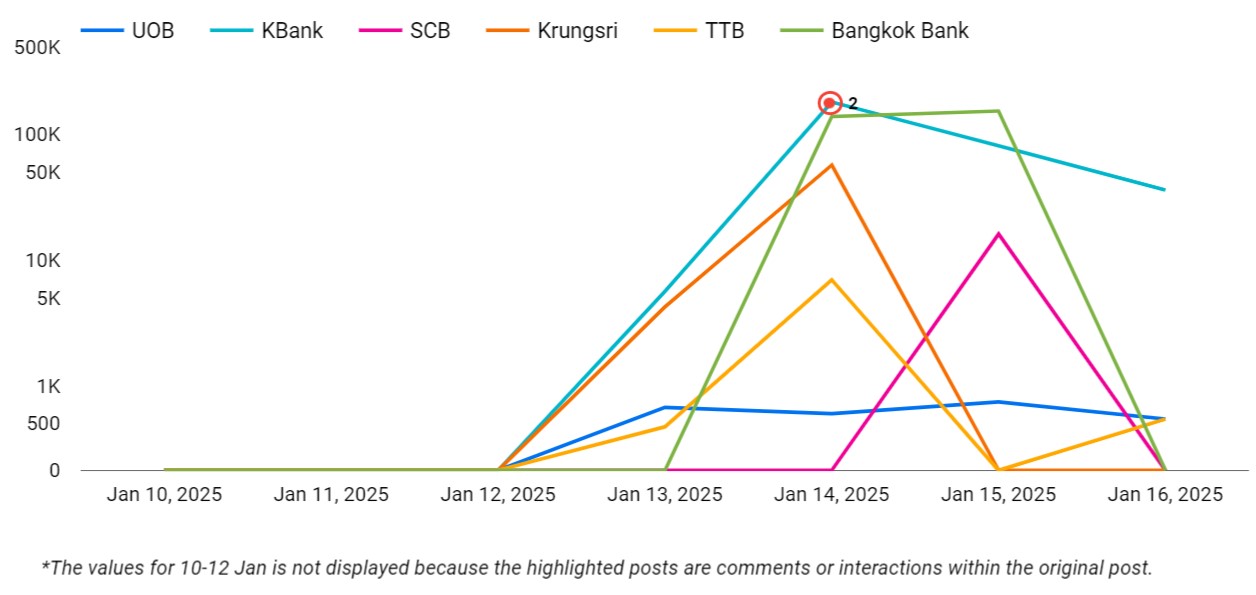 UOB KBank SCB Krungsri TTB Bangkok Bank
500K
2
100K
50K
10K
5K
1K
500
0
Jan 10, 2025 Jan 11, 2025 Jan 12, 2025 Jan 13, 2025 Jan 14, 2025 Jan 15, 2025 Jan 16, 2025
*The values for 10-12 Jan is not displayed because the highlighted posts are comments or interactions within the original post.